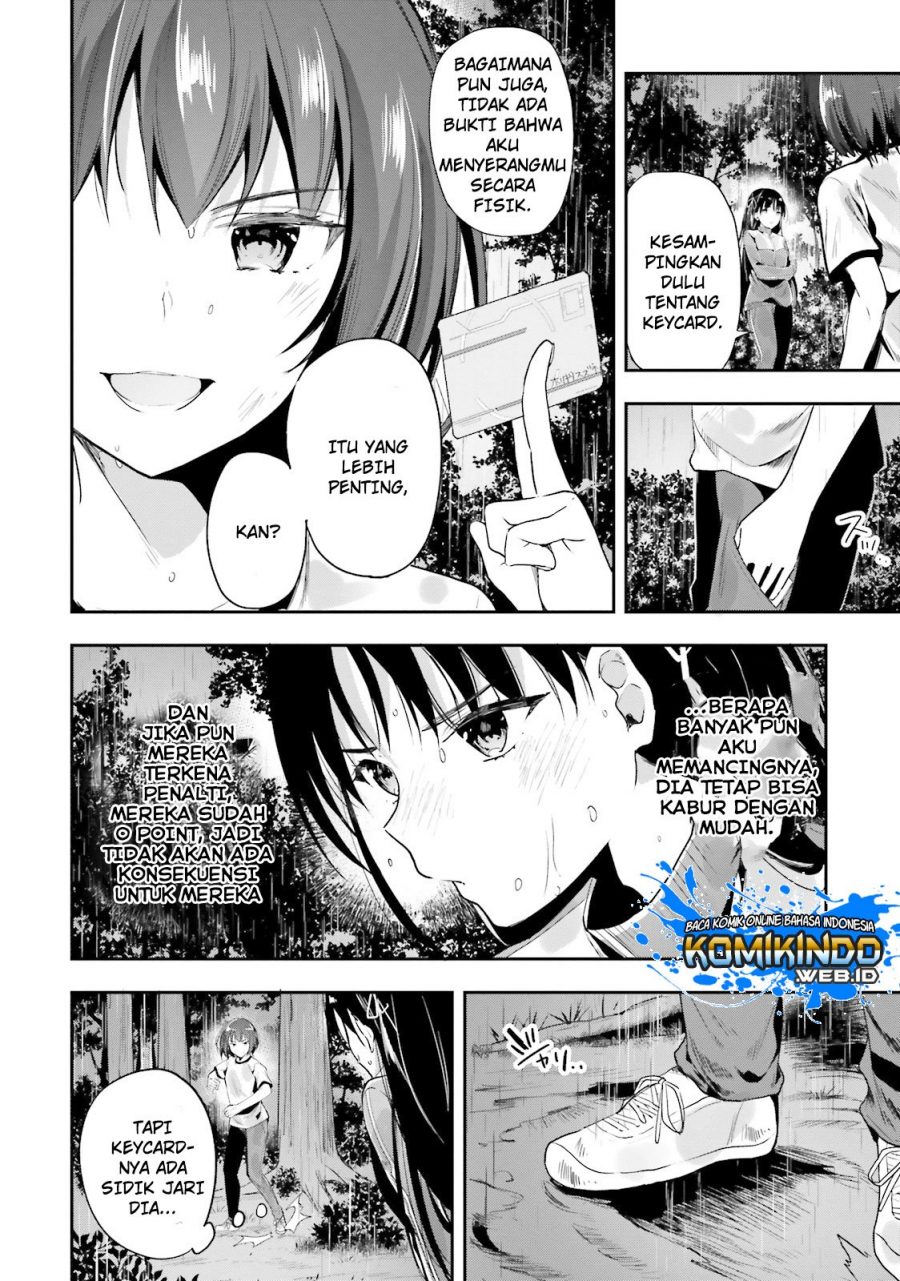 KESAM-
PINGKAN
DULU
TENTANG
KEYCARD.
ズッ
BAGAIMANA
PUN JUGA,
TIDAK ADA
BUKTI BAHWA
AKU
MENYERANGMU
SECARA
FISIK.
ITU YANG
LEBIH
PENTING,
KAN?
...BERAPA
BANYAK PUN
AKU
MEMANCINGNYA,
DIA TETAP BISA
KABUR DENGAN
MUDAH.
DAN
JIKA PUN
MEREKA
TERKENA
PENALTI,
MEREKA SUDAH
0 POINT, JADI
TIDAK AKAN ADA
KONSEKUENSI
UNTUK MEREKA
BACA KOMIK ONLINE BAHASA INDONESIA
KOMIKINDO
WEB.ID
TAPI
KEYCARD-
NYA ADA
SIDIK JARI
DIA...